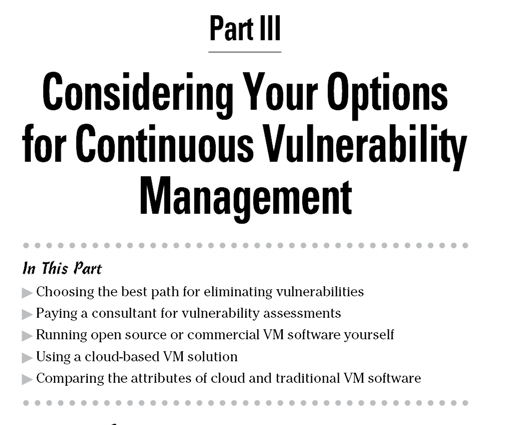 Part III
Considering Your Options
for Continuous Vulnerability
Management
In This Part
▶ Choosing the best path for eliminating vulnerabilities
▶ Paying a consultant for vulnerability assessments
▶ Running open source or commercial VM software yourself
▶ Using a cloud-based VM solution
▶ Comparing the attributes of cloud and traditional VM software